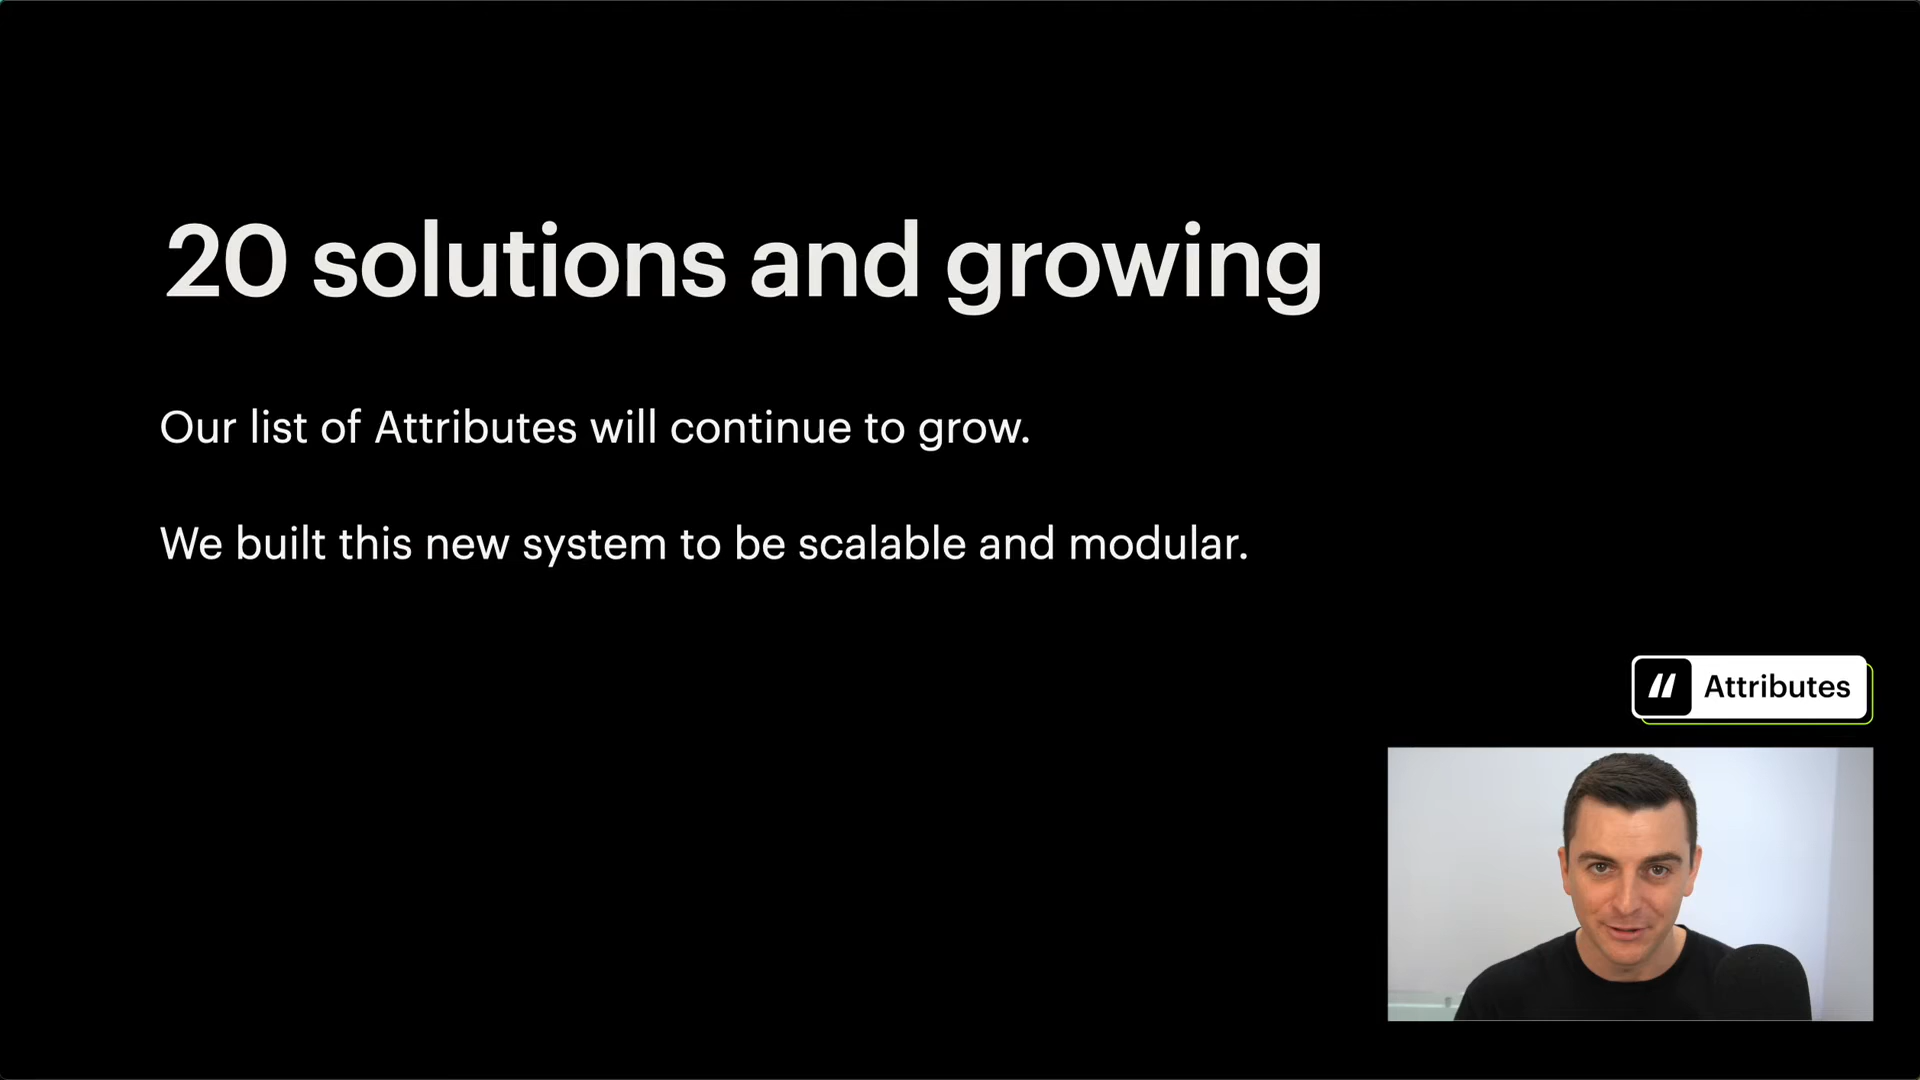 20 solutions and growing
Our list of Attributes will continue to grow.
We built this new system to be scalable and modular.
Attributes